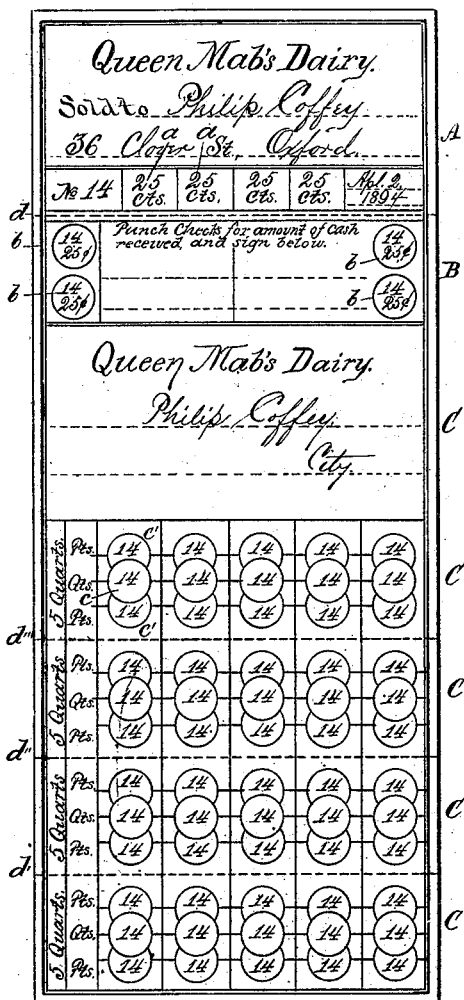 Queen Mab's Dairy.
Sold to Philip Coffey A
36 Clover St., Oxford.
a a
No 14 25 cts. 25 cts. 25 cts. 25 cts. Apl. 2, 1894
d
b 14 25¢ Punch Checks for amount of cash 14 25¢
received and sign below. b B
b 14 25¢ b 14 25¢
Queen Mab's Dairy.
Philip Coffey C
City.
5 Quarts. Pts. 14 14 14 14 14 c'
Qts. 14 14 14 14 14 c C
Pts. 14 14 14 14 14 c'
d'''
5 Quarts Pts. 14 14 14 14 14
Qts. 14 14 14 14 14 C
Pts. 14 14 14 14 14
d''
5 Quarts Pts. 14 14 14 14 14
Qts. 14 14 14 14 14 C
Pts. 14 14 14 14 14
d'
5 Quarts. Pts. 14 14 14 14 14
Qts. 14 14 14 14 14 C
Pts. 14 14 14 14 14